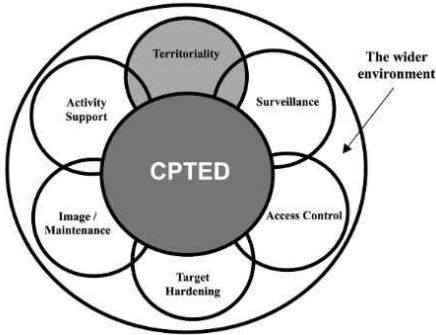 Territoriality
The wider
environment
Activity
Support
Surveillance
CPTED
Image /
Maintenance
Access Control
Target
Hardening